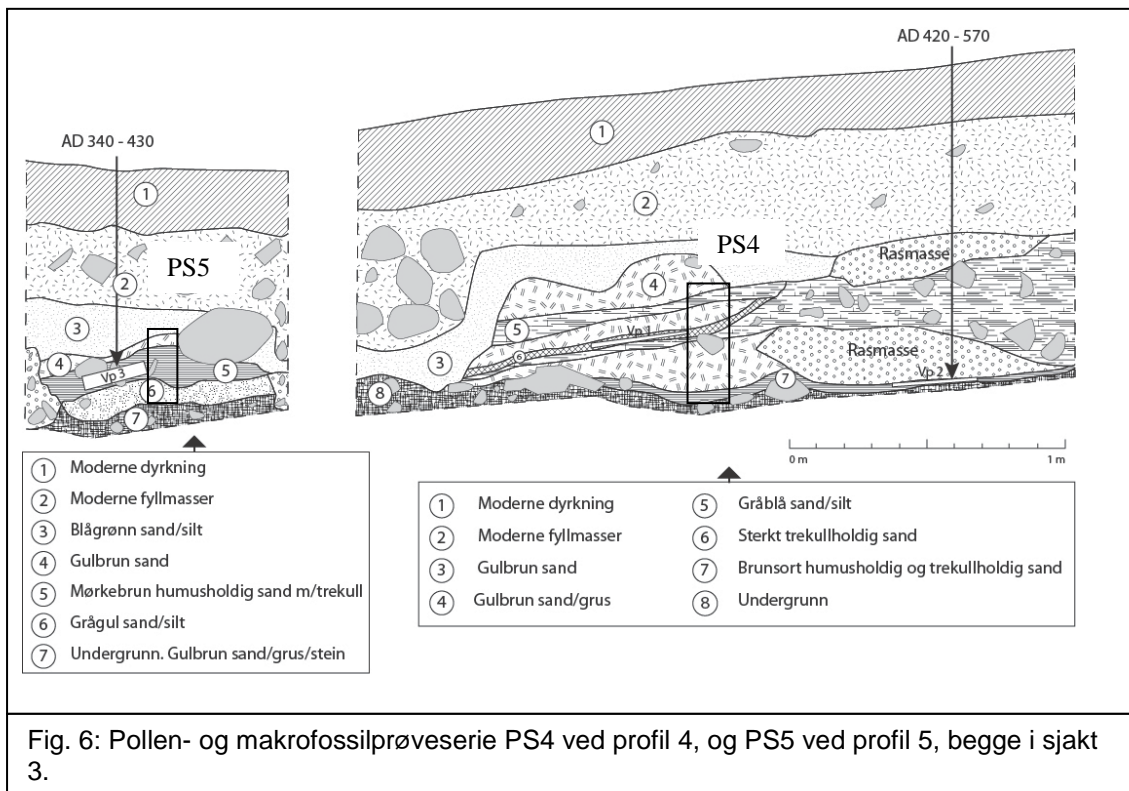 AD 420 - 570
AD 340 - 430
1
PS5
2
3
4
Vp 3
5
6
7
1
2
PS4
Rasmasse
4
5
Vp 1
6
3
Rasmasse
Vp 2
7
8
0 m 1 m
1 Moderne dyrkning
2 Moderne fyllmasser
3 Blågrønn sand/silt
4 Gulbrun sand
5 Mørkebrun humusholdig sand m/trekull
6 Grågul sand/silt
7 Undergrunn. Gulbrun sand/grus/stein
1 Moderne dyrkning
2 Moderne fyllmasser
3 Gulbrun sand
4 Gulbrun sand/grus
5 Gråblå sand/silt
6 Sterkt trekullholdig sand
7 Brunsort humusholdig og trekullholdig sand
8 Undergrunn
Fig. 6: Pollen- og makrofossilprøveserie PS4 ved profil 4, og PS5 ved profil 5, begge i sjakt
3.